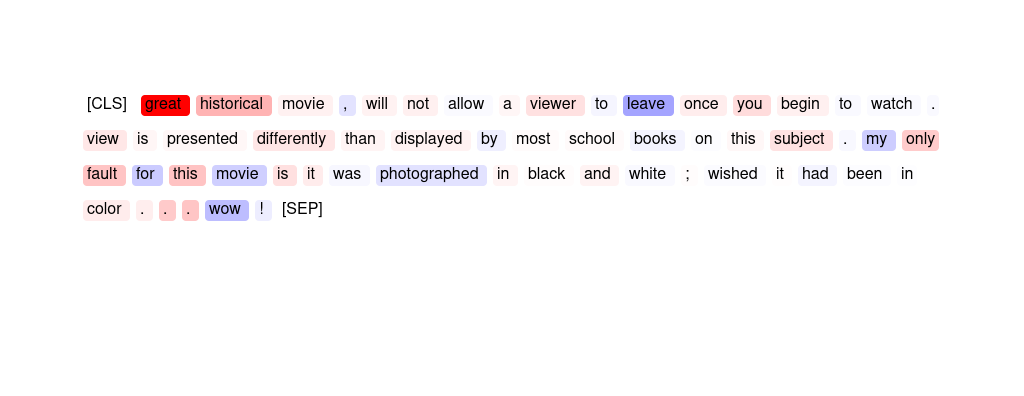 [CLS] great historical movie , will not allow a viewer to leave once you begin to watch .
view is presented differently than displayed by most school books on this subject . my only
fault for this movie is it was photographed in black and white ; wished it had been in
color . . . wow ! [SEP]